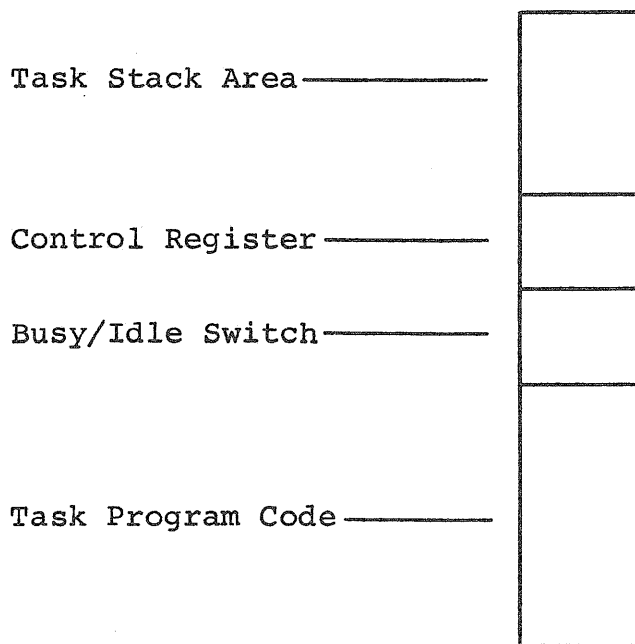 Task Stack Area
Control Register
Busy/Idle Switch
Task Program Code